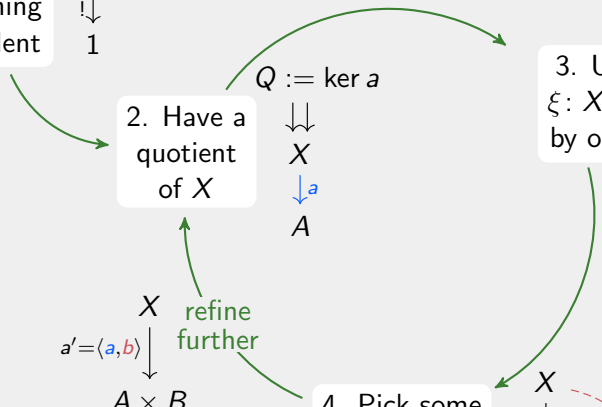 !
1
Q := ker a
2. Have a
quotient
of X
X
a
A
3.
ξ: X
by
X
refine
further
a′=⟨a,b⟩
A × B
4. Pick some
X